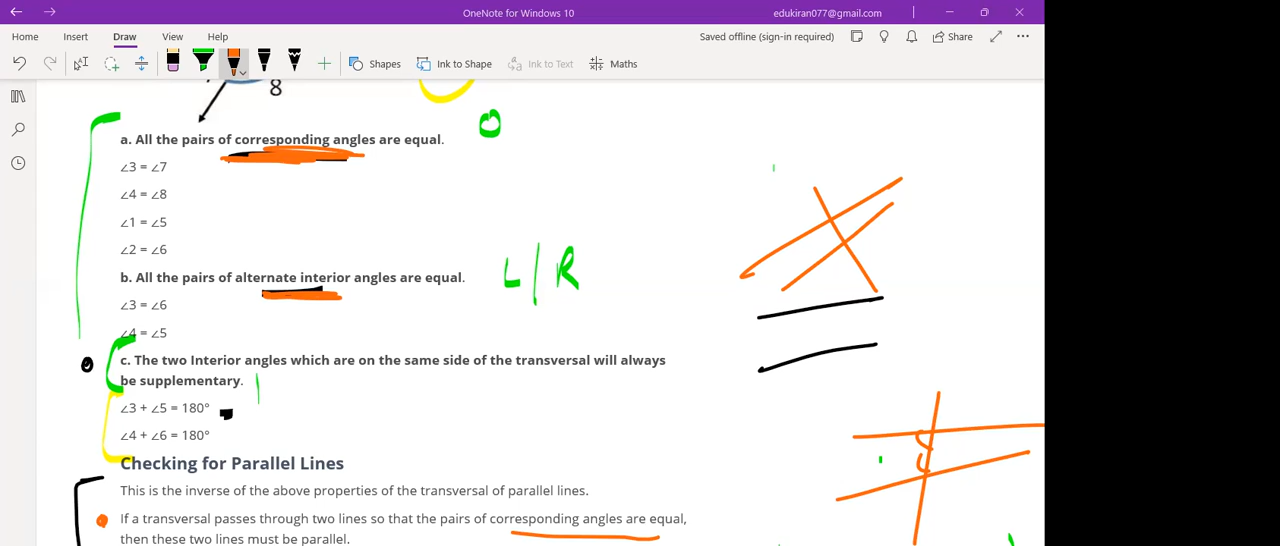 OneNote for Windows 10
edukiran077@gmail.com
Home Insert Draw View Help
Saved offline (sign-in required)
Share
Shapes
Ink to Shape
Ink to Text
Maths
8
a. All the pairs of corresponding angles are equal.
∠3 = ∠7
∠4 = ∠8
∠1 = ∠5
∠2 = ∠6
b. All the pairs of alternate interior angles are equal.
L/R
∠3 = ∠6
∠4 = ∠5
c. The two Interior angles which are on the same side of the transversal will always
be supplementary.
∠3 + ∠5 = 180°
∠4 + ∠6 = 180°
Checking for Parallel Lines
This is the inverse of the above properties of the transversal of parallel lines.
If a transversal passes through two lines so that the pairs of corresponding angles are equal,
then these two lines must be parallel.